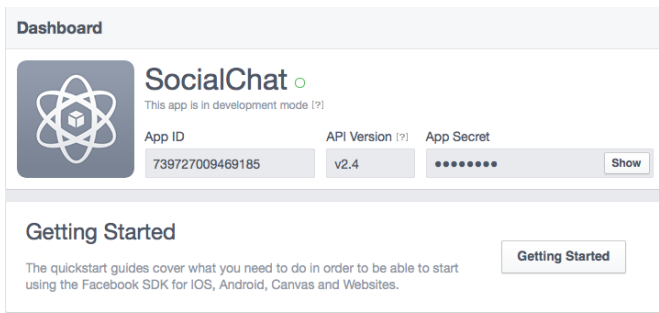 Dashboard
SocialChat
This app is in development mode [?]
App ID API Version [?] App Secret
739727009469185 v2.4 ●●●●●●●● Show
Getting Started
The quickstart guides cover what you need to do in order to be able to start
using the Facebook SDK for IOS, Android, Canvas and Websites.
Getting Started